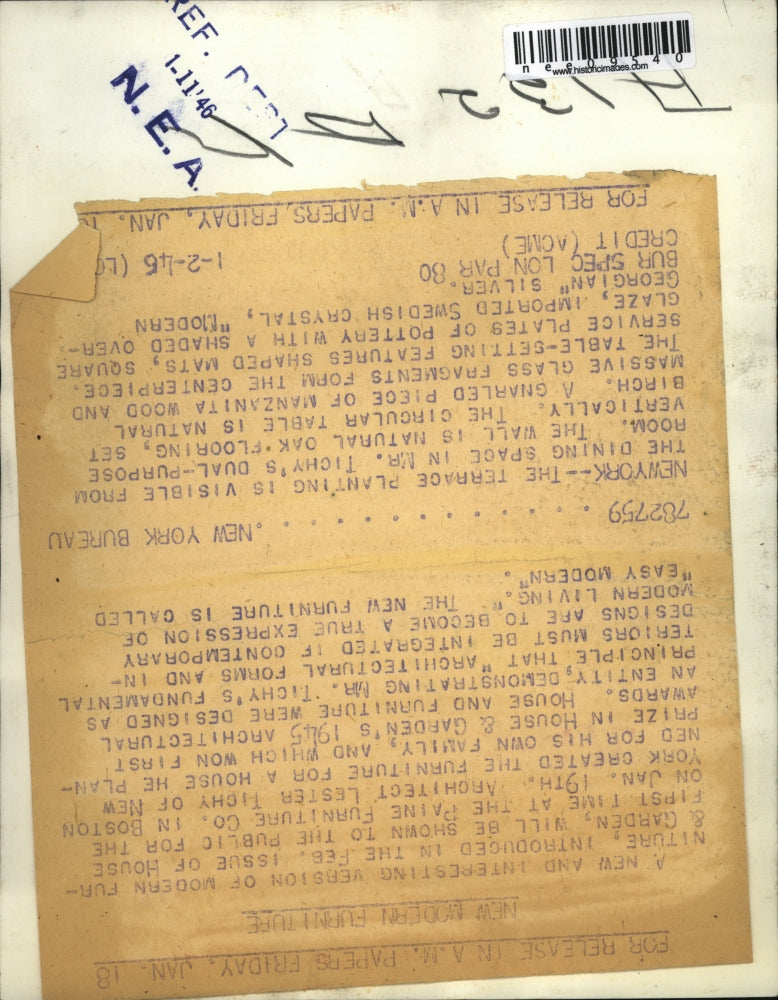 FOR RELEASE IN A.M. PAPERS FRIDAY, JAN. 18
NEW MODERN FURNITURE
A NEW AND INTERESTING VERSION OF MODERN FUR-
NITURE, INTRODUCED IN THE FEB. ISSUE OF HOUSE
& GARDEN, WILL BE SHOWN TO THE PUBLIC FOR THE
FIRST TIME AT THE PAINE FURNITURE CO. IN BOSTON
ON JAN. 19TH. ARCHITECT LESTER TICHY OF NEW
YORK CREATED THE FURNITURE FOR A HOUSE HE PLAN-
NED FOR HIS OWN FAMILY, AND WHICH WON FIRST
PRIZE IN HOUSE & GARDEN'S 1945 ARCHITECTURAL
AWARDS. HOUSE AND FURNITURE WERE DESIGNED AS
AN ENTITY, DEMONSTRATING MR. TICHY'S FUNDAMENTAL
PRINCIPLE THAT "ARCHITECTURAL FORMS AND IN-
TERIORS MUST BE INTEGRATED IF CONTEMPORARY
DESIGNS ARE TO BECOME A TRUE EXPRESSION OF
MODERN LIVING." THE NEW FURNITURE IS CALLED
"EASY MODERN".
782759 . . . . . . . . . . . NEW YORK BUREAU
NEWYORK--THE TERRACE PLANTING IS VISIBLE FROM
THE DINING SPACE IN MR. TICHY'S DUAL-PURPOSE
ROOM. THE WALL IS NATURAL OAK FLOORING, SET
VERTICALLY. THE CIRCULAR TABLE IS NATURAL
BIRCH. A GNARLED PIECE OF MANZANITA WOOD AND
MASSIVE GLASS FRAGMENTS FORM THE CENTERPIECE.
THE TABLE-SETTING FEATURES SHAPED MATS, SQUARE
SERVICE PLATES OF POTTERY WITH A SHADED OVER-
GLAZE, IMPORTED SWEDISH CRYSTAL, "MODERN
GEORGIAN" SILVER.
BUR SPEC LON PAR 80
CREDIT (ACME) 1-2-46 (LO
FOR RELEASE IN A.M. PAPERS FRIDAY, JAN. 18
REF. DEPT
1-11'46
N.E.A.
neeo9540
www.historicimages.com